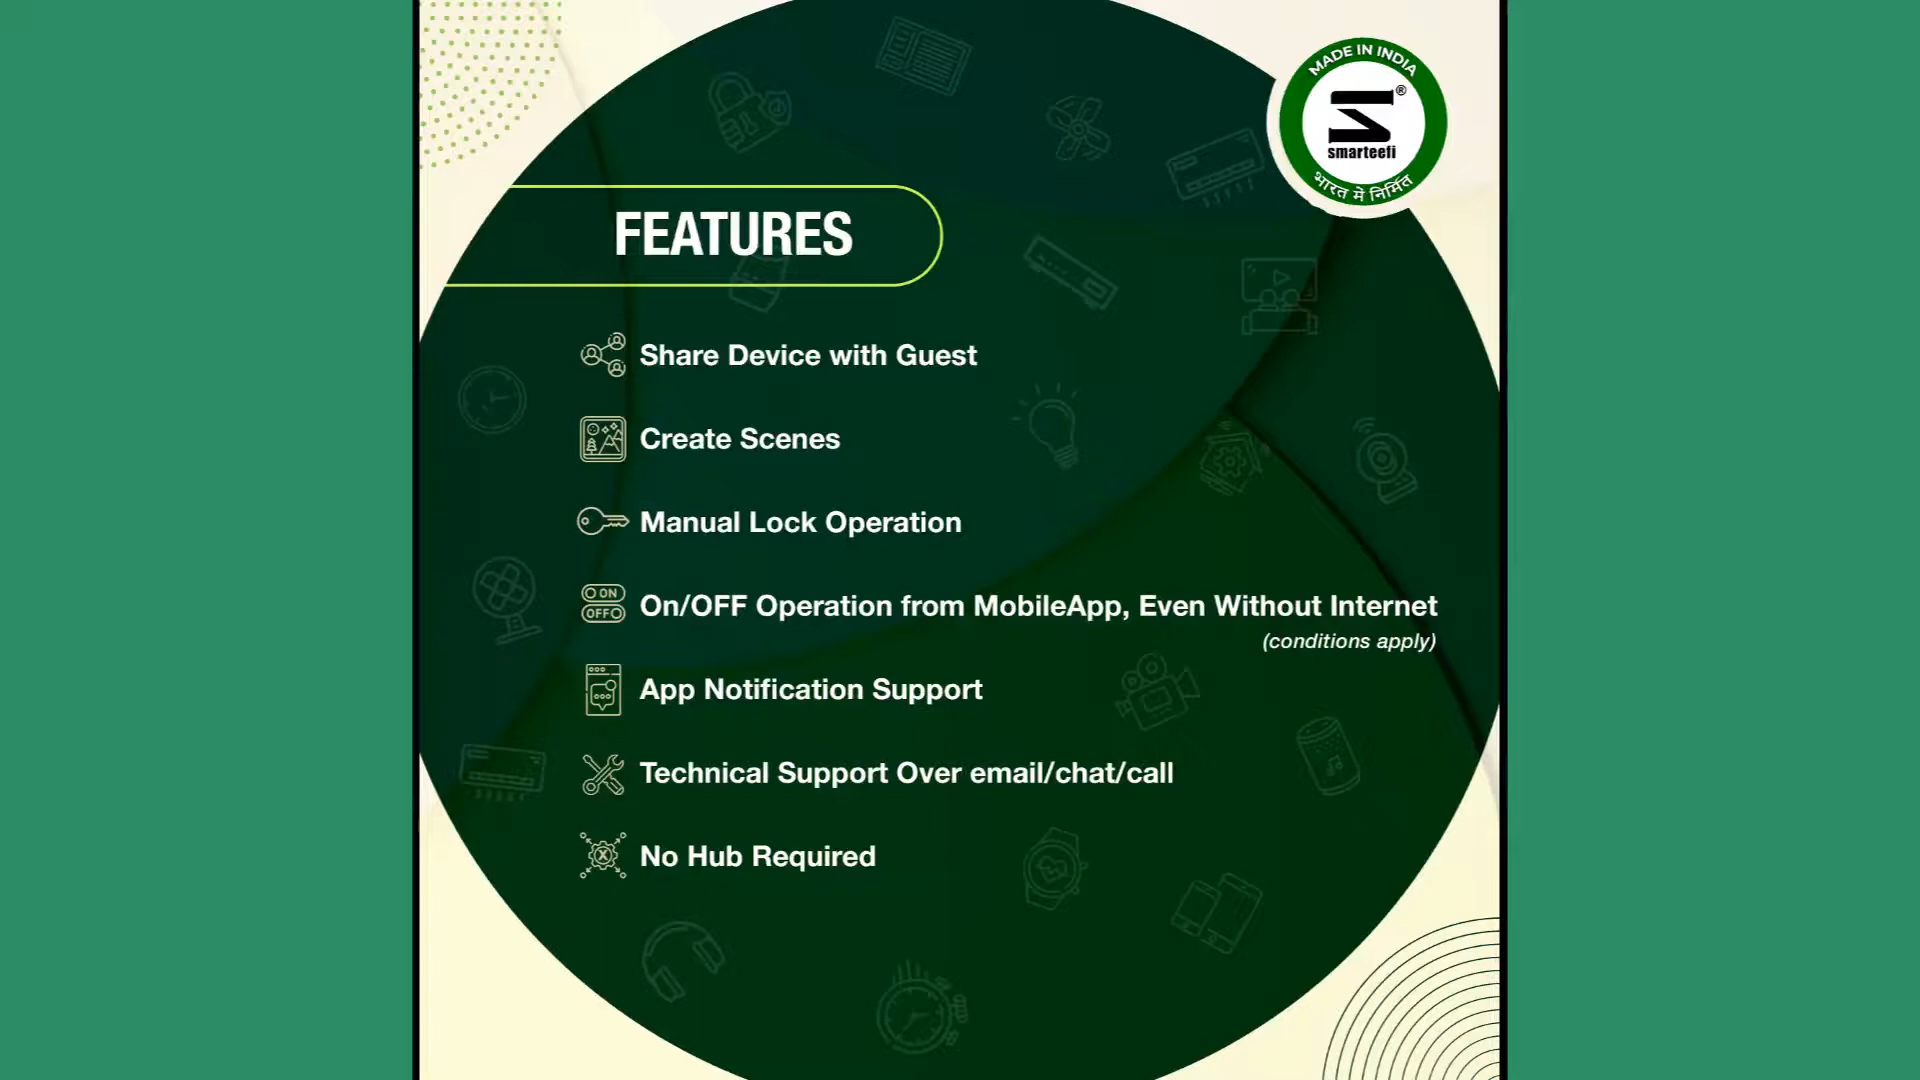 MADE IN INDIA
®
smarteefi
भारत में निर्मित
FEATURES
Share Device with Guest
Create Scenes
Manual Lock Operation
ON
OFF
On/OFF Operation from MobileApp, Even Without Internet
(conditions apply)
App Notification Support
Technical Support Over email/chat/call
No Hub Required